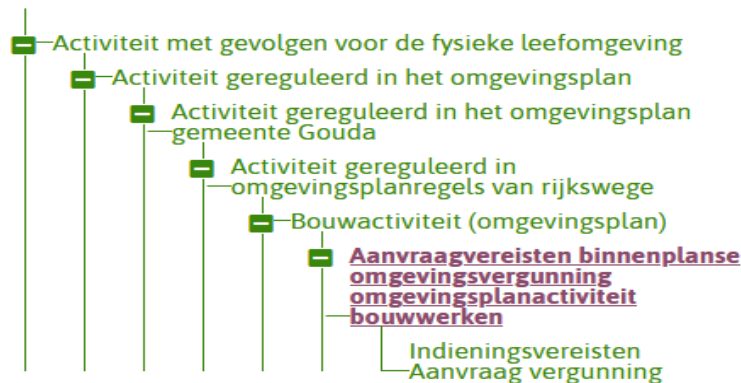 Activiteit met gevolgen voor de fysieke leefomgeving
Activiteit gereguleerd in het omgevingsplan
Activiteit gereguleerd in het omgevingsplan
gemeente Gouda
Activiteit gereguleerd in
omgevingsplanregels van rijkswege
Bouwactiviteit (omgevingsplan)
Aanvraagvereisten binnenplanse
omgevingsvergunning
omgevingsplanactiviteit
bouwwerken
Indieningsvereisten
Aanvraag vergunning